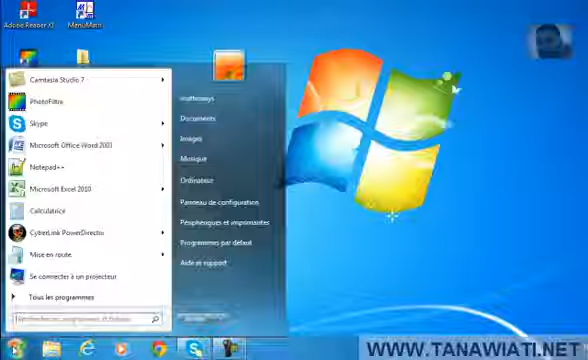 Adobe Reader XI
Camtasia Studio 7
PhotoFiltre
Skype
Microsoft Office Word 2003
Notepad++
Microsoft Excel 2010
Calculatrice
CyberLink PowerDirector
Mise en route
Se connecter à un projecteur
Tous les programmes
Documents
Images
Musique
Ordinateur
Panneau de configuration
Périphériques et imprimantes
Programmes par défaut
Aide et support
WWW.TANAWIATI.NET